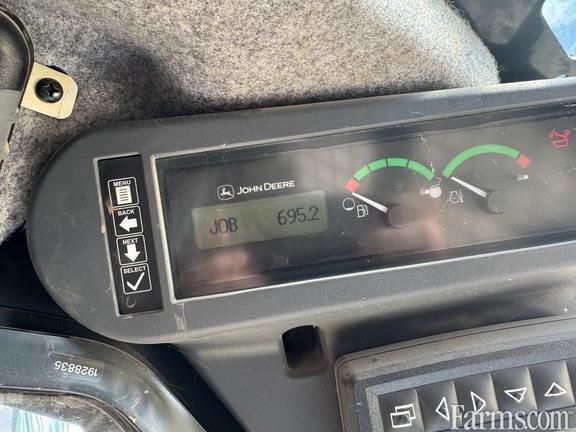 MENU
BACK
NEXT
SELECT
JOHN DEERE
JOB 695.2
1928835
Farms.com